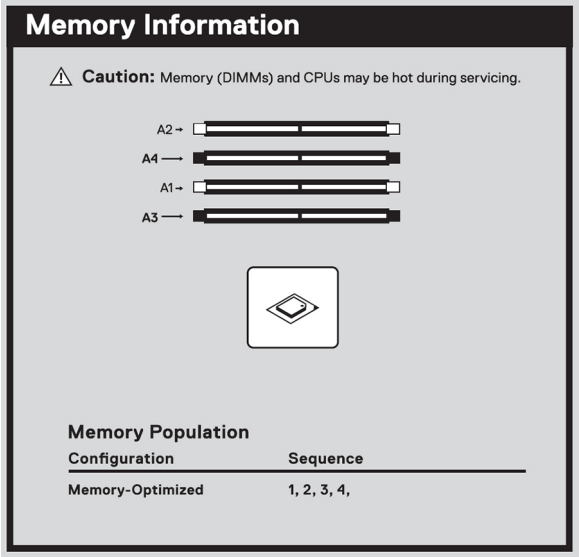 Memory Information
Caution: Memory (DIMMs) and CPUs may be hot during servicing.
A2
A4
A1
A3
Memory Population
Configuration Sequence
Memory-Optimized 1, 2, 3, 4,